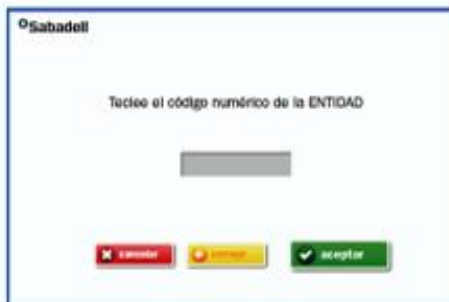 Sabadell
Teclee el código numérico de la ENTIDAD
cancelar
corregir
aceptar